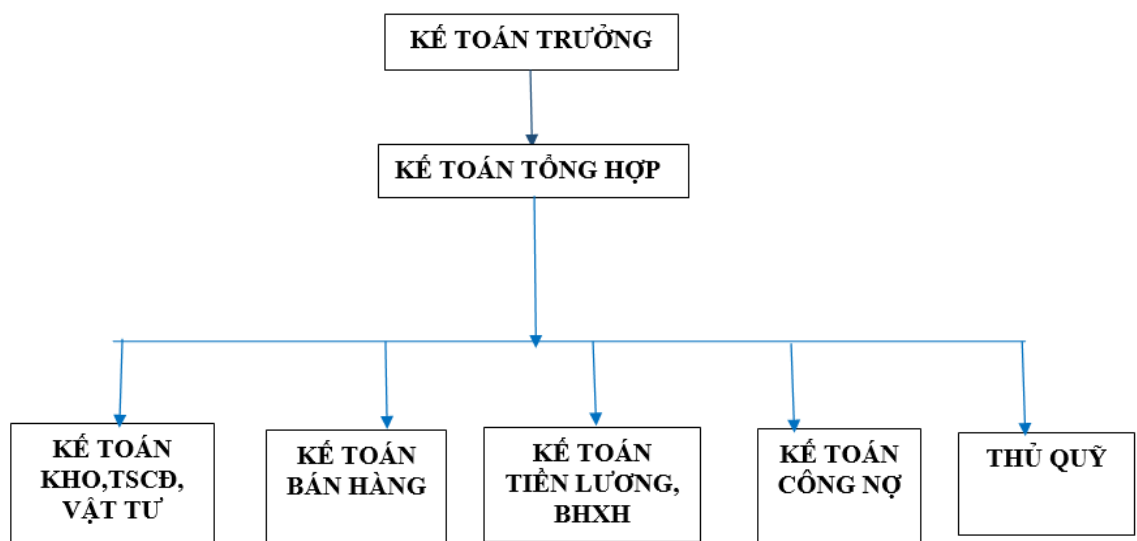 KẾ TOÁN TRƯỞNG
KẾ TOÁN TỔNG HỢP
KẾ TOÁN
KHO,TSCĐ,
VẬT TƯ
KẾ TOÁN
BÁN HÀNG
KẾ TOÁN
TIỀN LƯƠNG,
BHXH
KẾ TOÁN
CÔNG NỢ
THỦ QUỸ